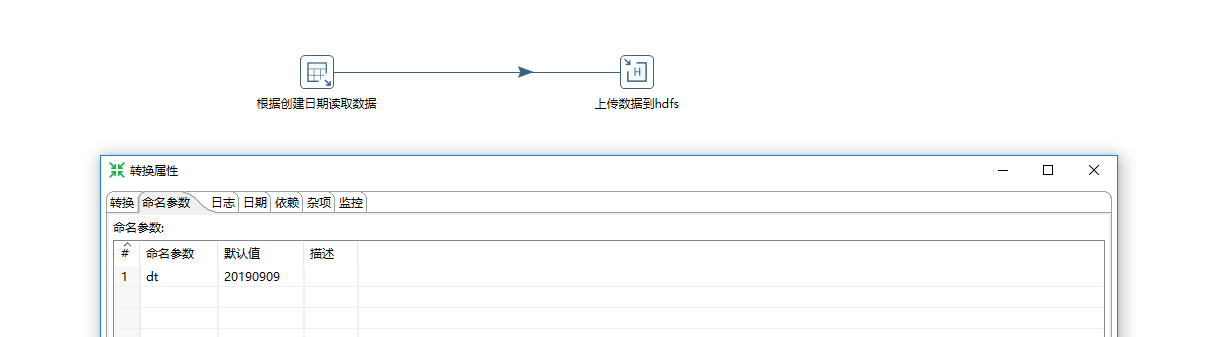 H
根据创建日期读取数据 上传数据到hdfs
转换属性
转换 命名参数 日志 日期 依赖 杂项 监控
命名参数:
# 命名参数 默认值 描述
1 dt 20190909